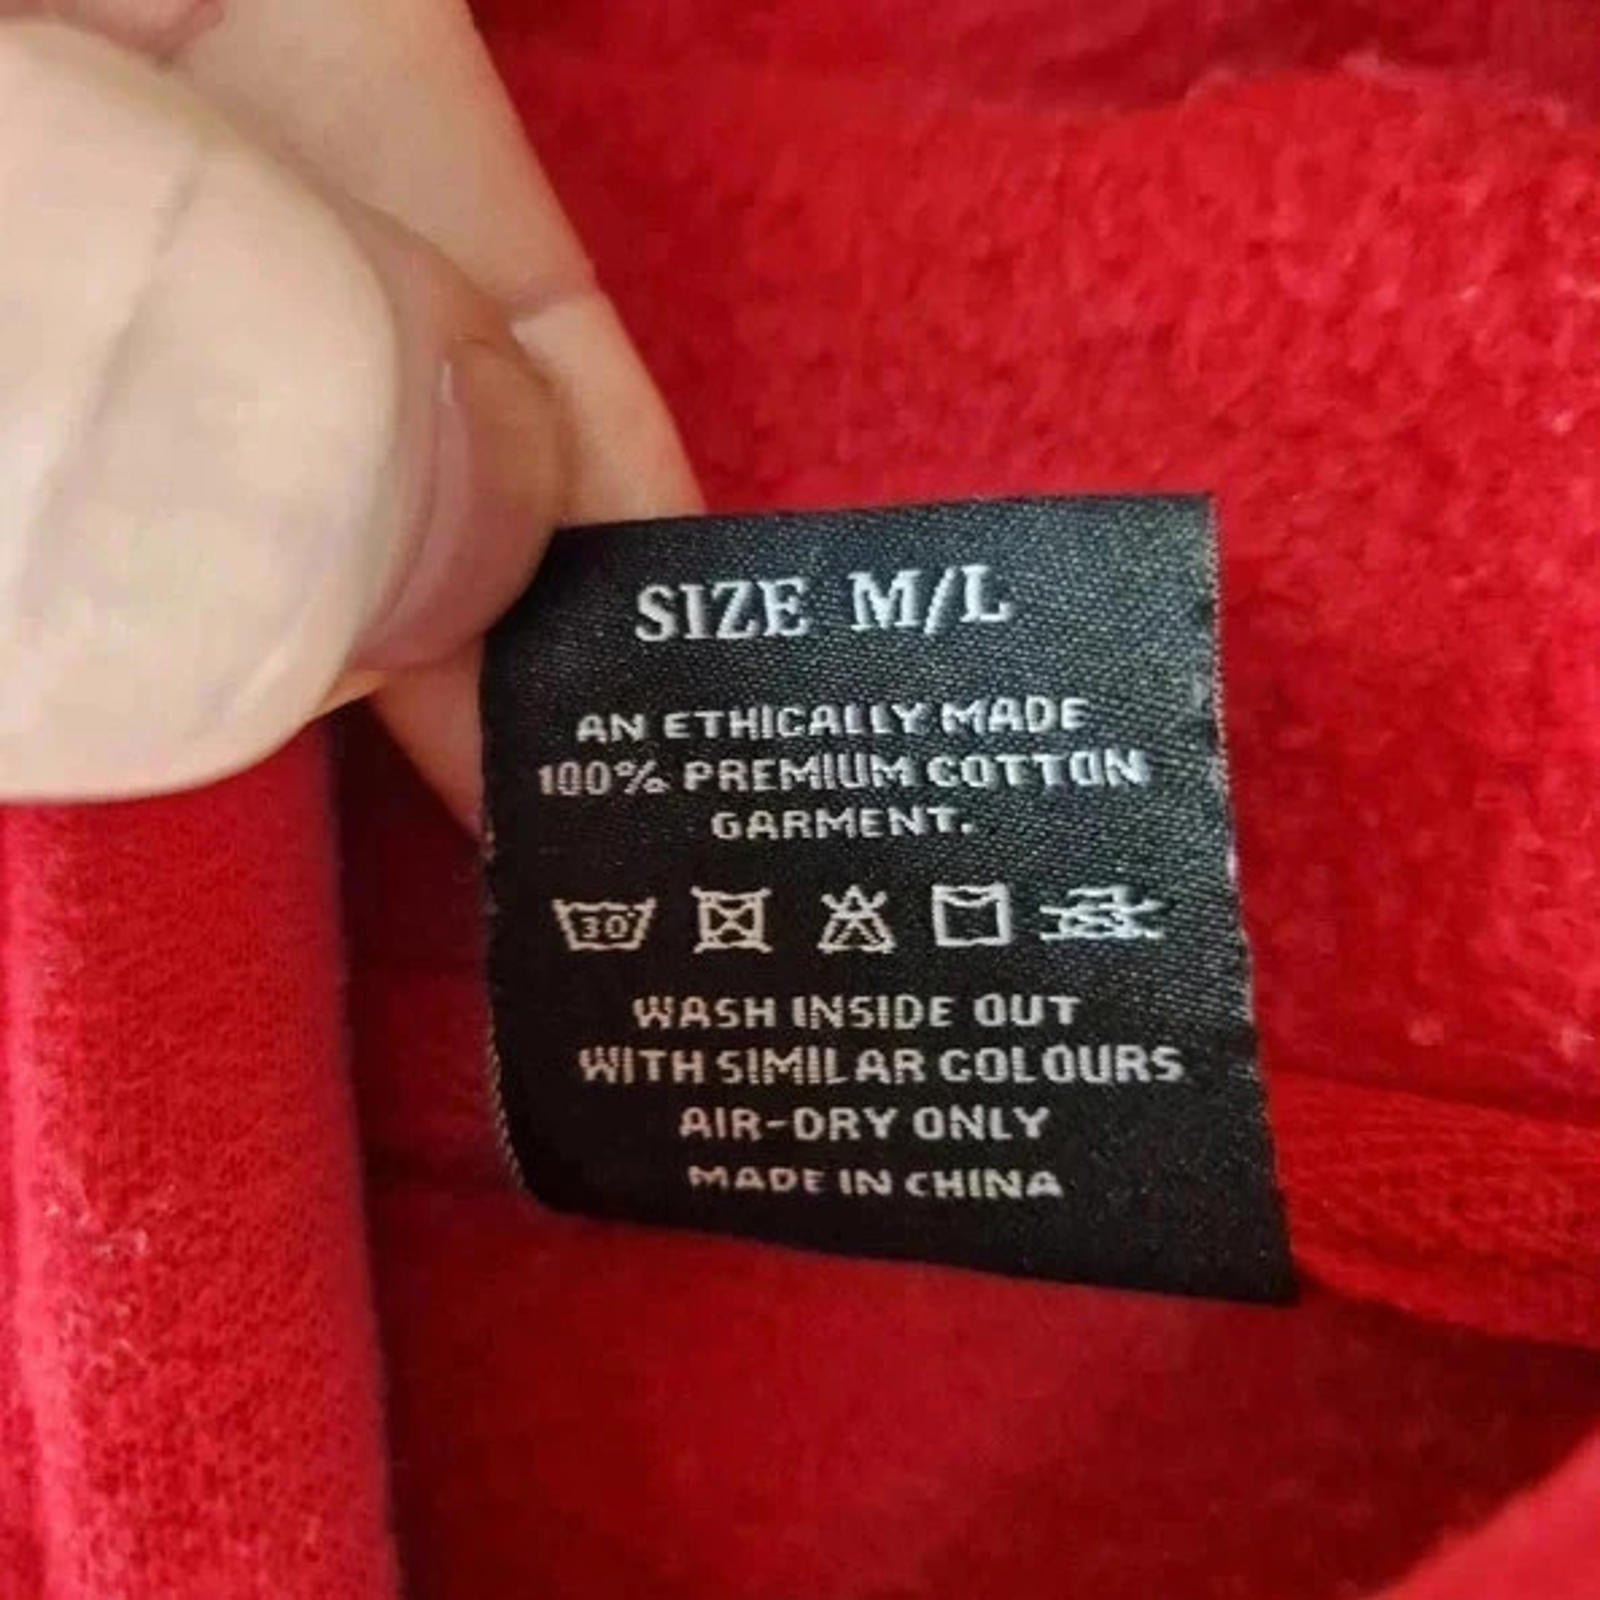 SIZE M/L
AN ETHICALLY MADE
100% PREMIUM COTTON
GARMENT.
30
WASH INSIDE OUT
WITH SIMILAR COLOURS
AIR-DRY ONLY
MADE IN CHINA